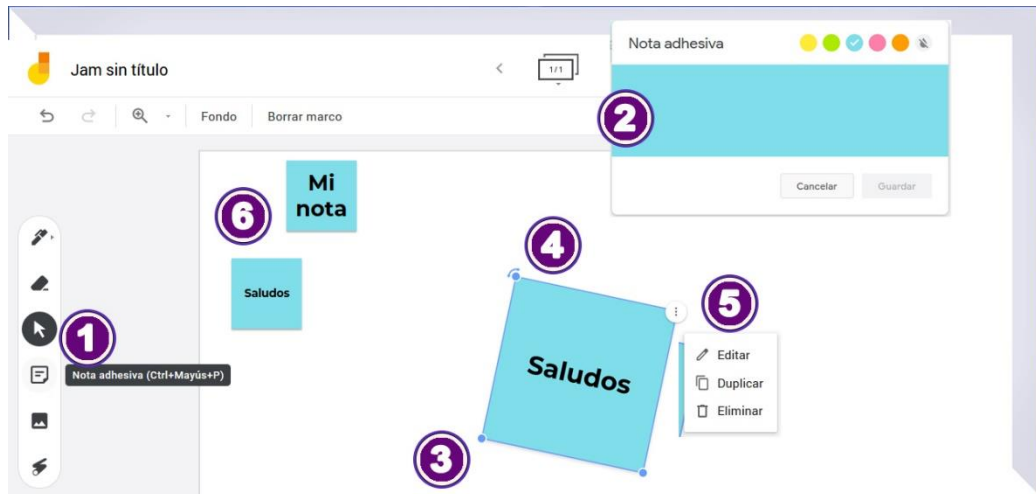 Jam sin título
1/1
Fondo
Borrar marco
Nota adhesiva
2
Cancelar
Guardar
6
Mi
nota
Saludos
4
5
Saludos
Editar
Duplicar
Eliminar
1
Nota adhesiva (Ctrl+Mayús+P)
3